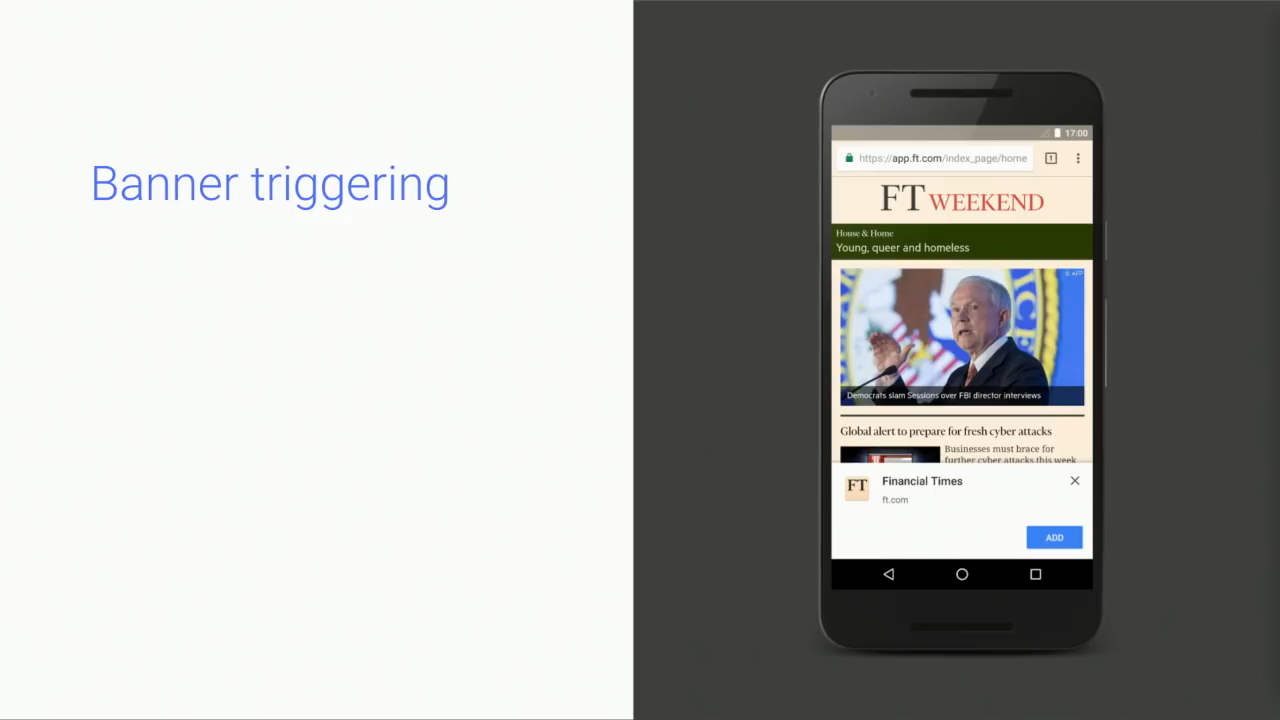 Banner triggering
17:00
https://app.ft.com/index_page/home
1
FT WEEKEND
House & Home
Young, queer and homeless
© AFP
Democrats slam Sessions over FBI director interviews
Global alert to prepare for fresh cyber attacks
Businesses must brace for
further cyber attacks this week
FT
Financial Times
ft.com
ADD